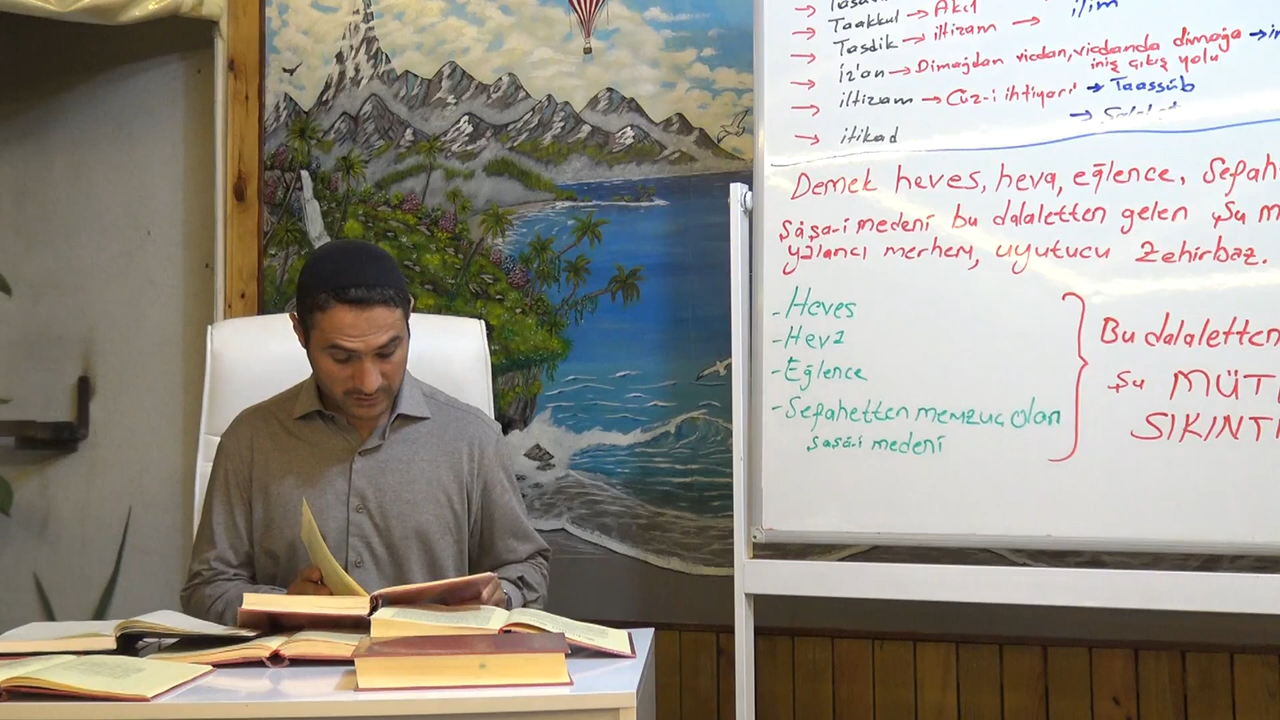 Taakkul → Akıl
ilim
→ Tasdik → iltizam →
→ İz'an → Dimağdan vicdan, vicdanda dimağa →
iniş çıkış yolu
→ iltizam → Cüz-i ihtiyari → Taassub
→ itikad
Demek heves, heva, eğlence, Sefah
şâşa-i medeni bu dalaletten gelen şu m
yalancı merhem, uyutucu zehirbaz.
- Heves
- Heva
- Eğlence
- Sefahetten memzuc olan
şaşâ-i medeni
Bu dalaletten
şu MÜT
SIKINTI